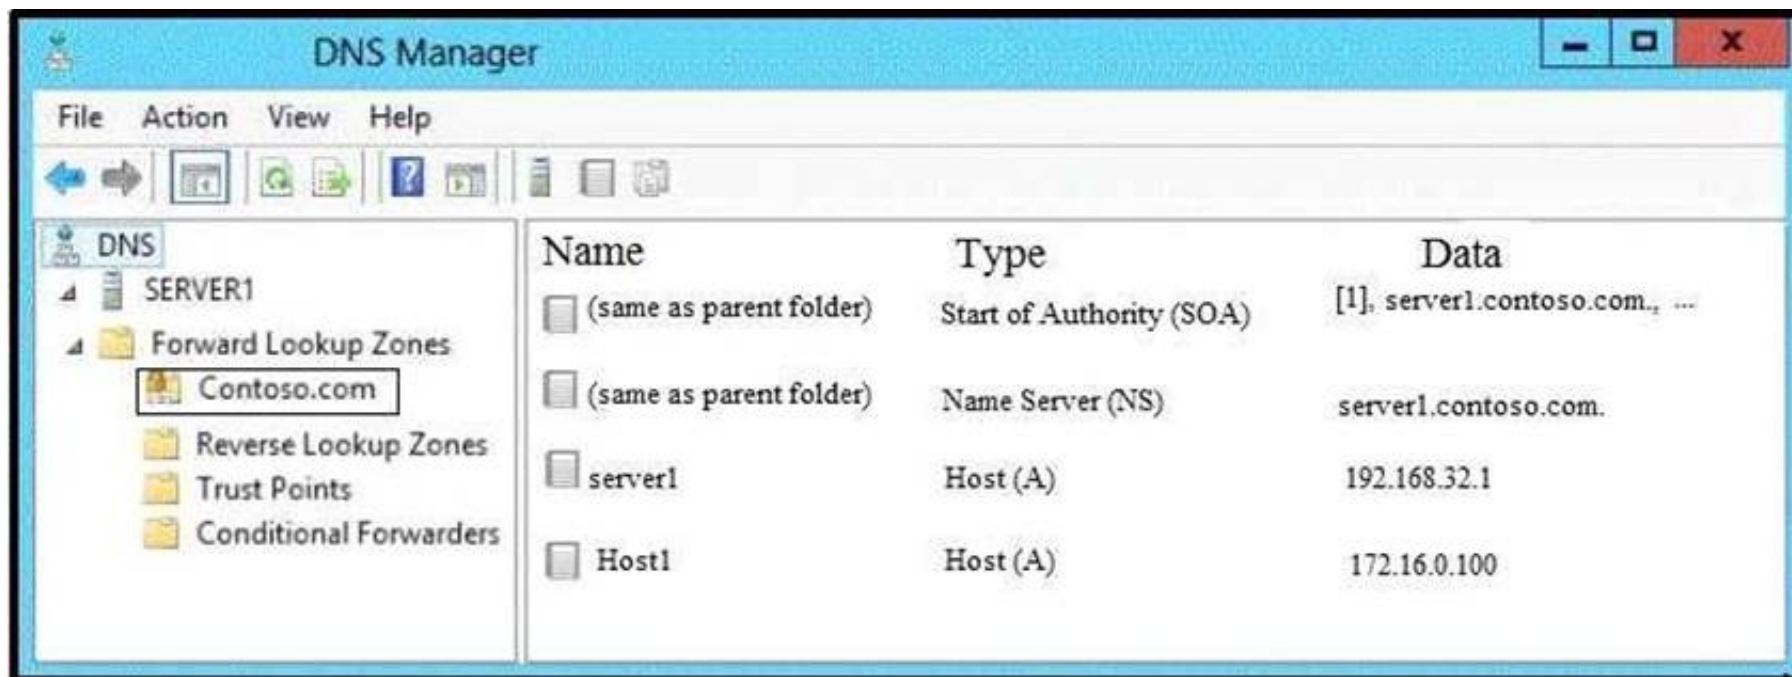 DNS Manager
File Action View Help
DNS
SERVER1
Forward Lookup Zones
Contoso.com
Reverse Lookup Zones
Trust Points
Conditional Forwarders
Name Type Data
(same as parent folder) Start of Authority (SOA) [1], server1.contoso.com., ...
(same as parent folder) Name Server (NS) server1.contoso.com.
server1 Host (A) 192.168.32.1
Host1 Host (A) 172.16.0.100